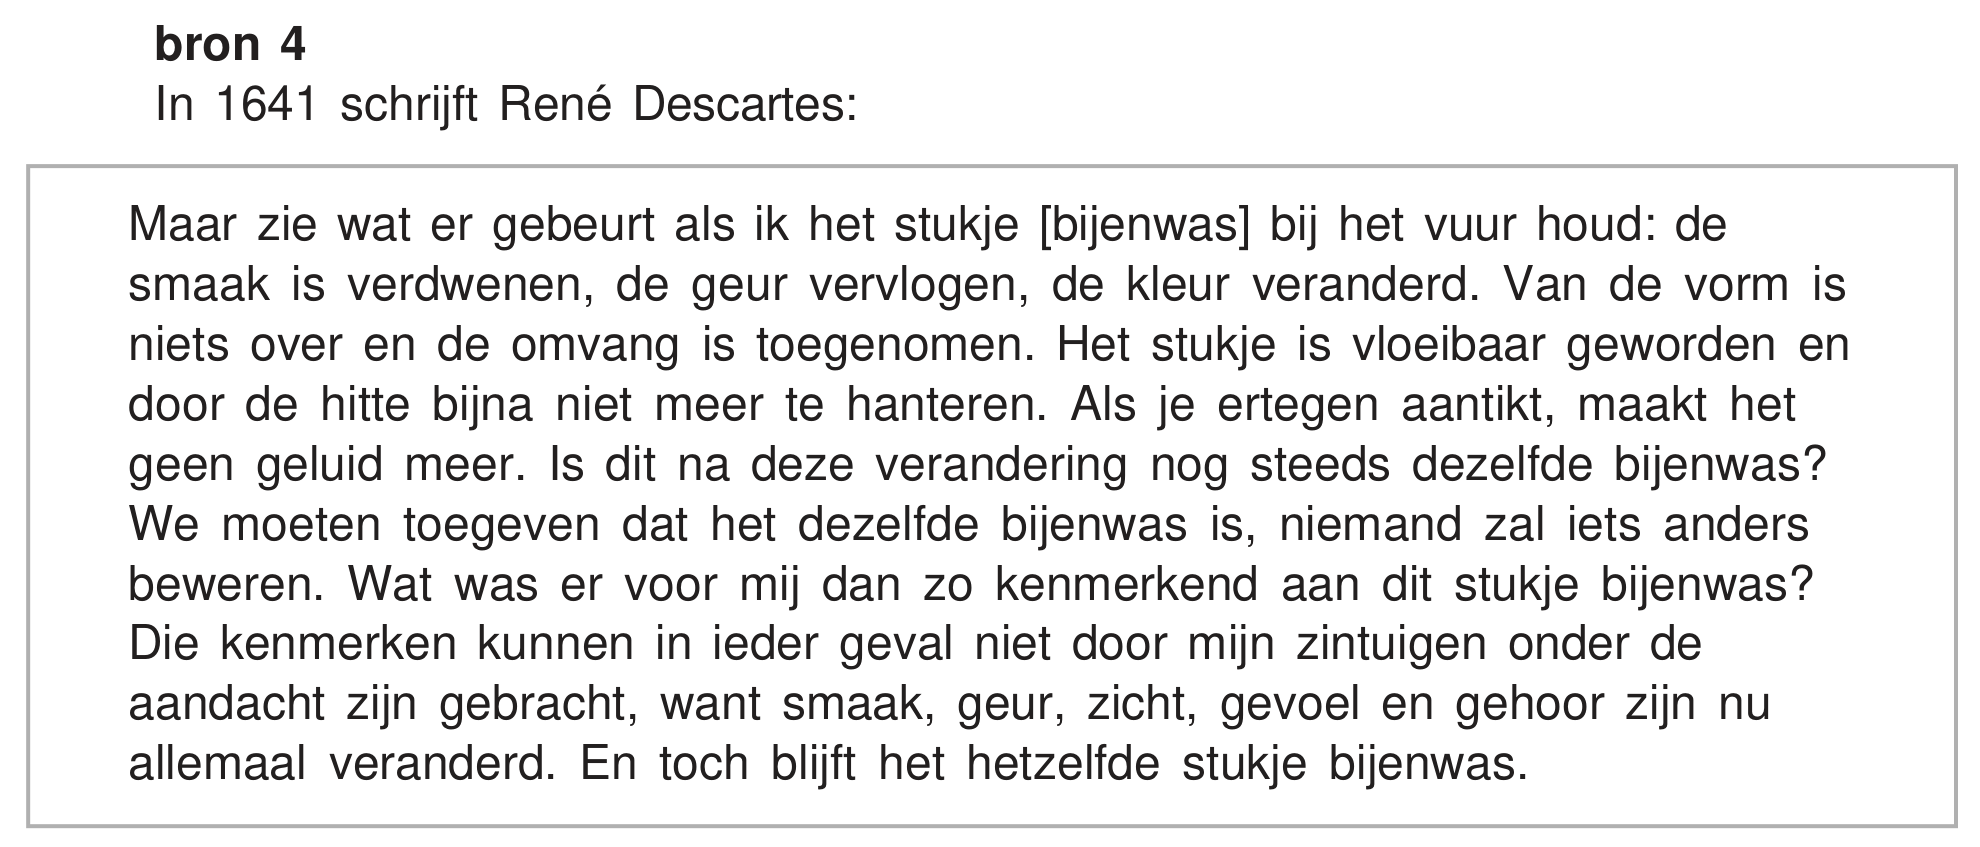 bron 4
In 1641 schrijft René Descartes:
Maar zie wat er gebeurt als ik het stukje [bijenwas] bij het vuur houd: de
smaak is verdwenen, de geur vervlogen, de kleur veranderd. Van de vorm is
niets over en de omvang is toegenomen. Het stukje is vloeibaar geworden en
door de hitte bijna niet meer te hanteren. Als je ertegen aantikt, maakt het
geen geluid meer. Is dit na deze verandering nog steeds dezelfde bijenwas?
We moeten toegeven dat het dezelfde bijenwas is, niemand zal iets anders
beweren. Wat was er voor mij dan zo kenmerkend aan dit stukje bijenwas?
Die kenmerken kunnen in ieder geval niet door mijn zintuigen onder de
aandacht zijn gebracht, want smaak, geur, zicht, gevoel en gehoor zijn nu
allemaal veranderd. En toch blijft het hetzelfde stukje bijenwas.